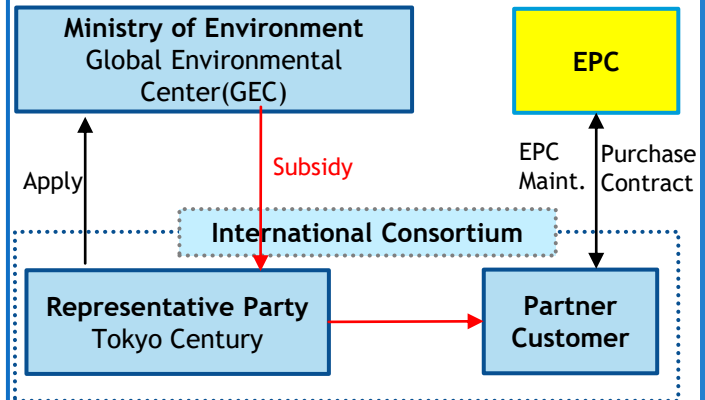 Ministry of Environment
Global Environmental
Center(GEC)
EPC
Apply
Subsidy
EPC
Maint.
Purchase
Contract
International Consortium
Representative Party
Tokyo Century
Partner
Customer